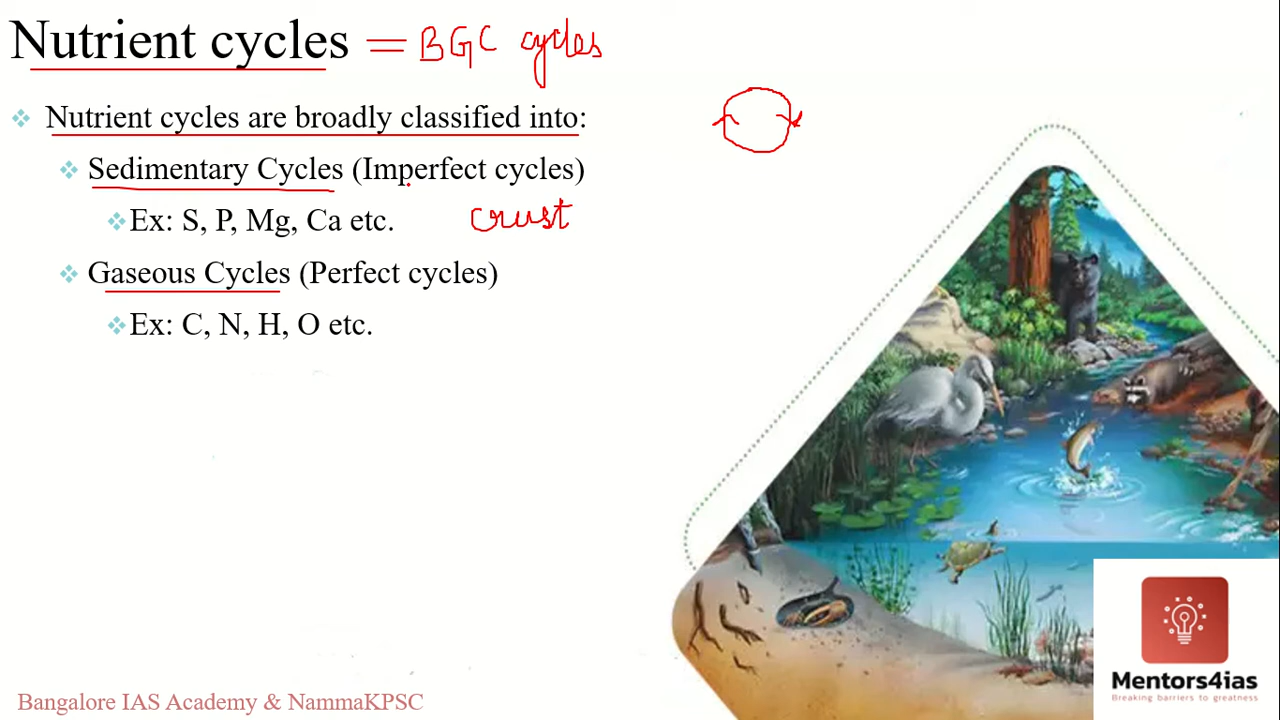 Nutrient cycles = BGC cycles
Nutrient cycles are broadly classified into:
Sedimentary Cycles (Imperfect cycles)
Ex: S, P, Mg, Ca etc. crust
Gaseous Cycles (Perfect cycles)
Ex: C, N, H, O etc.
Mentors4ias
Breaking barriers to greatness
Bangalore IAS Academy & NammaKPSC